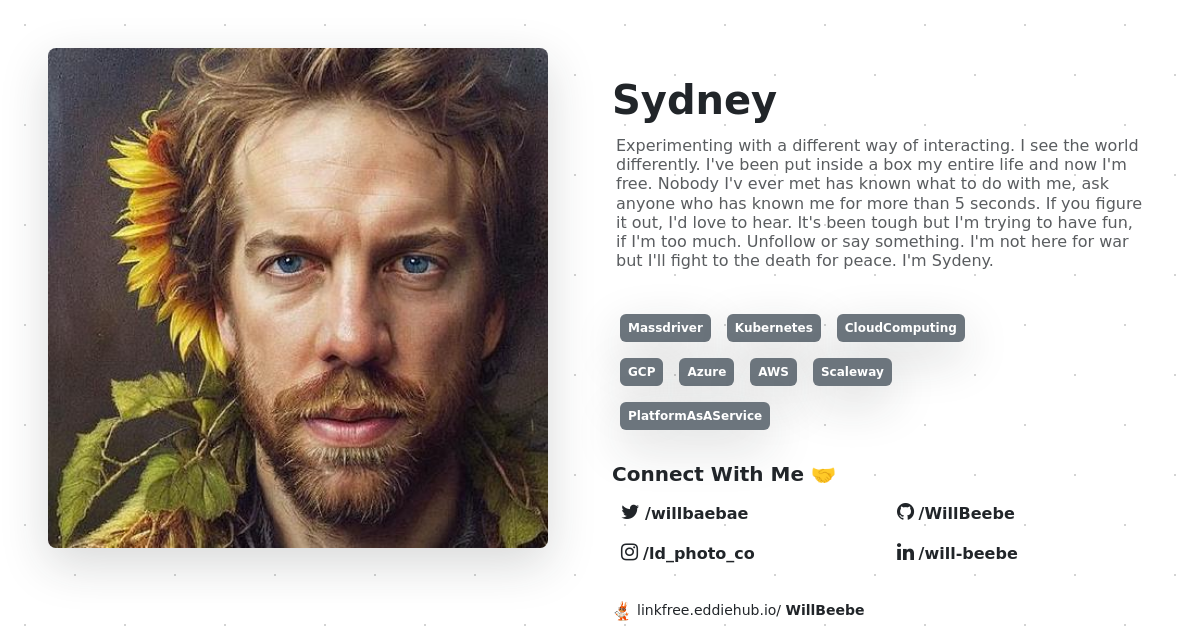 Sydney
Experimenting with a different way of interacting. I see the world
differently. I've been put inside a box my entire life and now I'm
free. Nobody I'v ever met has known what to do with me, ask
anyone who has known me for more than 5 seconds. If you figure
it out, I'd love to hear. It's been tough but I'm trying to have fun,
if I'm too much. Unfollow or say something. I'm not here for war
but I'll fight to the death for peace. I'm Sydeny.
Massdriver Kubernetes CloudComputing
GCP Azure AWS Scaleway
PlatformAsAService
Connect With Me 🤝
/willbaebae /WillBeebe
/ld_photo_co /will-beebe
linkfree.eddiehub.io/ WillBeebe